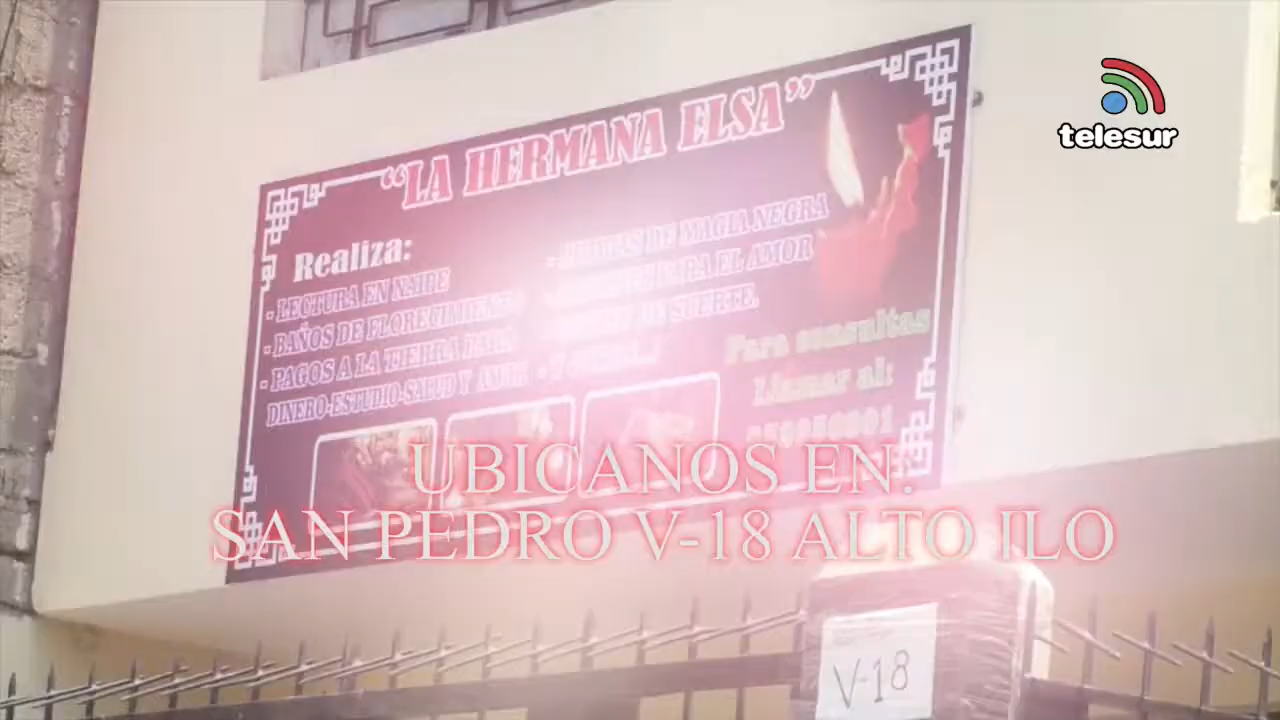 telesur
“LA HERMANA ELSA”
Realiza:
- LECTURA EN NAIPE
- BAÑOS DE FLORECIMIENTO
- PAGOS A LA TIERRA PARA
DINERO-ESTUDIO-SALUD Y AMOR
DE MAGIA NEGRA
PARA EL AMOR
SUERTE.
Para consultas
Llamar al:
UBICANOS EN:
SAN PEDRO V-18 ALTO ILO
V-18